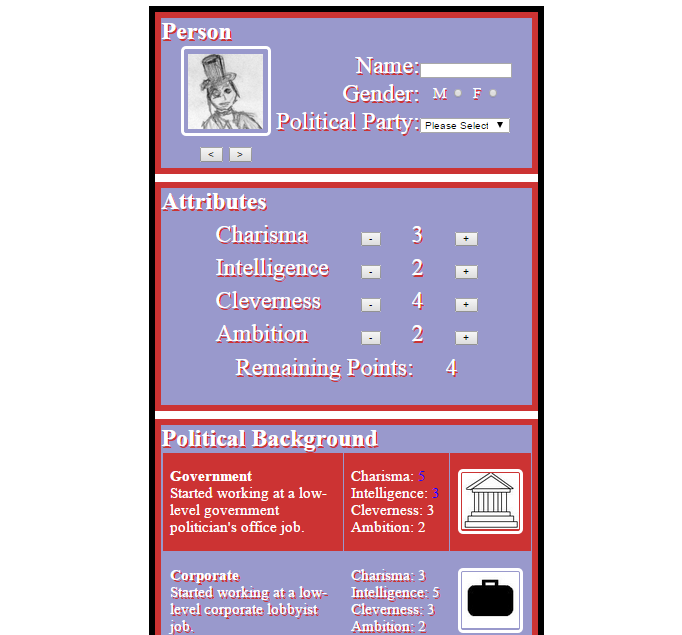 Person
Name:
Gender: M F
Political Party: Please Select ▼
< >
Attributes
Charisma - 3 +
Intelligence - 2 +
Cleverness - 4 +
Ambition - 2 +
Remaining Points: 4
Political Background
Government
Started working at a low-
level government
politician's office job.
Charisma: 5
Intelligence: 3
Cleverness: 3
Ambition: 2
Corporate
Started working at a low-
level corporate lobbyist
job.
Charisma: 3
Intelligence: 5
Cleverness: 3
Ambition: 2